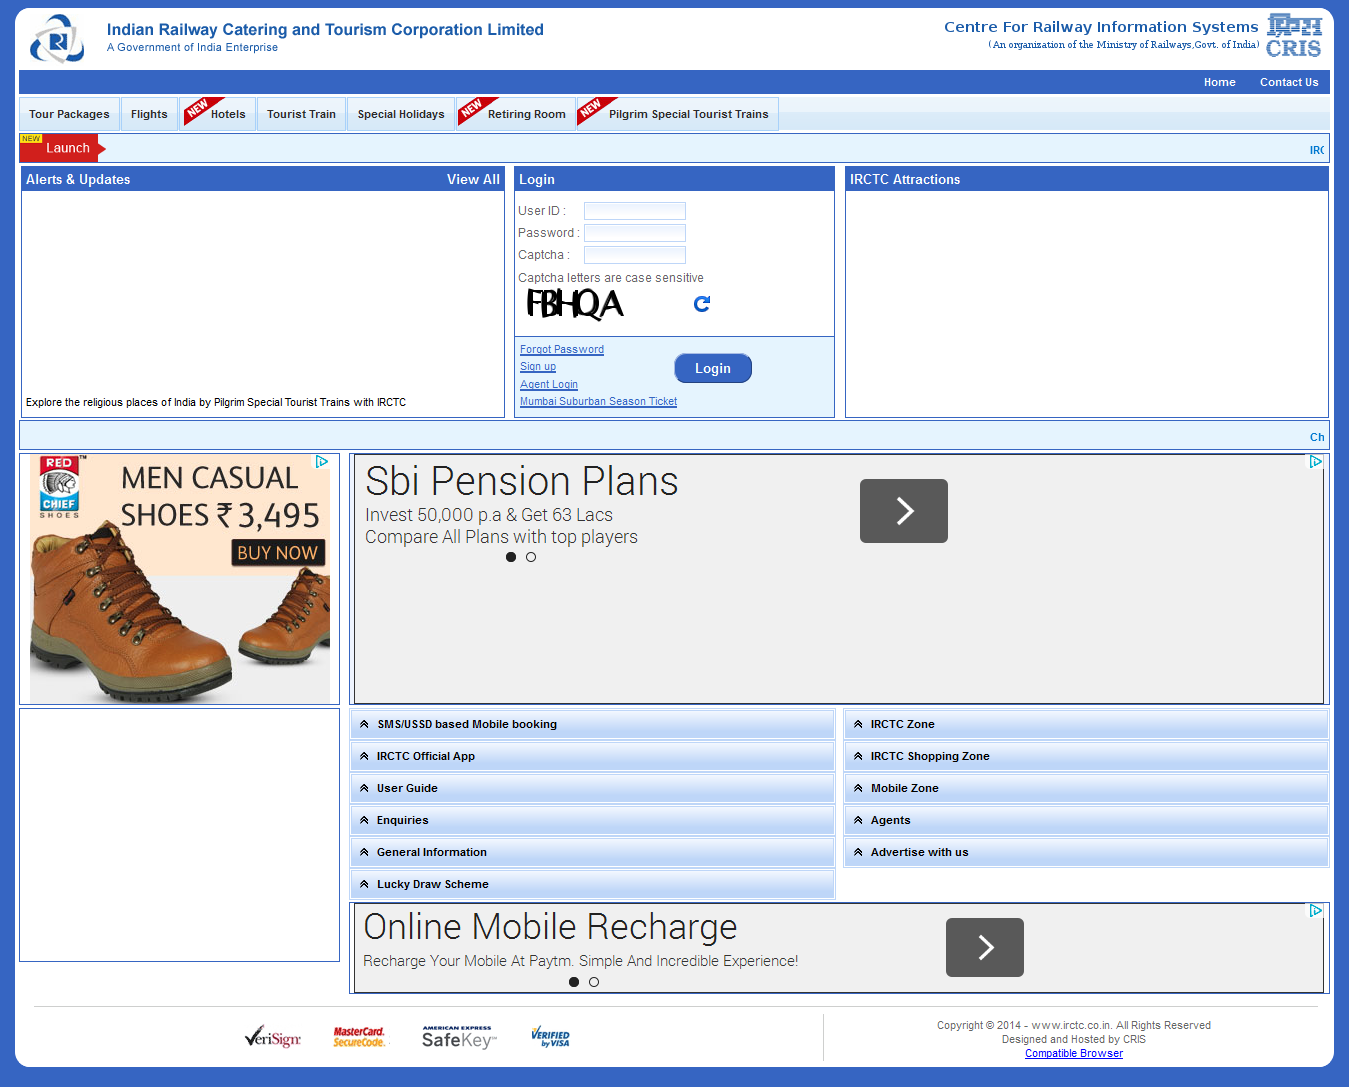 Indian Railway Catering and Tourism Corporation Limited
A Government of India Enterprise
Centre For Railway Information Systems
(An organization of the Ministry of Railways,Govt. of India)
CRIS
Home Contact Us
Tour Packages Flights NEW Hotels Tourist Train Special Holidays NEW Retiring Room NEW Pilgrim Special Tourist Trains
NEW
Launch
Alerts & Updates View All
Explore the religious places of India by Pilgrim Special Tourist Trains with IRCTC
Login
User ID :
Password :
Captcha :
Captcha letters are case sensitive
FBHQA
Forgot Password
Sign up
Agent Login
Mumbai Suburban Season Ticket
Login
IRCTC Attractions
Ch
RED
CHIEF
SHOES
MEN CASUAL
SHOES ₹ 3,495
BUY NOW
Sbi Pension Plans
Invest 50,000 p.a & Get 63 Lacs
Compare All Plans with top players
SMS/USSD based Mobile booking
IRCTC Official App
User Guide
Enquiries
General Information
Lucky Draw Scheme
IRCTC Zone
IRCTC Shopping Zone
Mobile Zone
Agents
Advertise with us
Online Mobile Recharge
Recharge Your Mobile At Paytm. Simple And Incredible Experience!
VeriSign
MasterCard.
SecureCode.
AMERICAN EXPRESS
SafeKey
VERIFIED
by VISA
Copyright © 2014 - www.irctc.co.in. All Rights Reserved
Designed and Hosted by CRIS
Compatible Browser